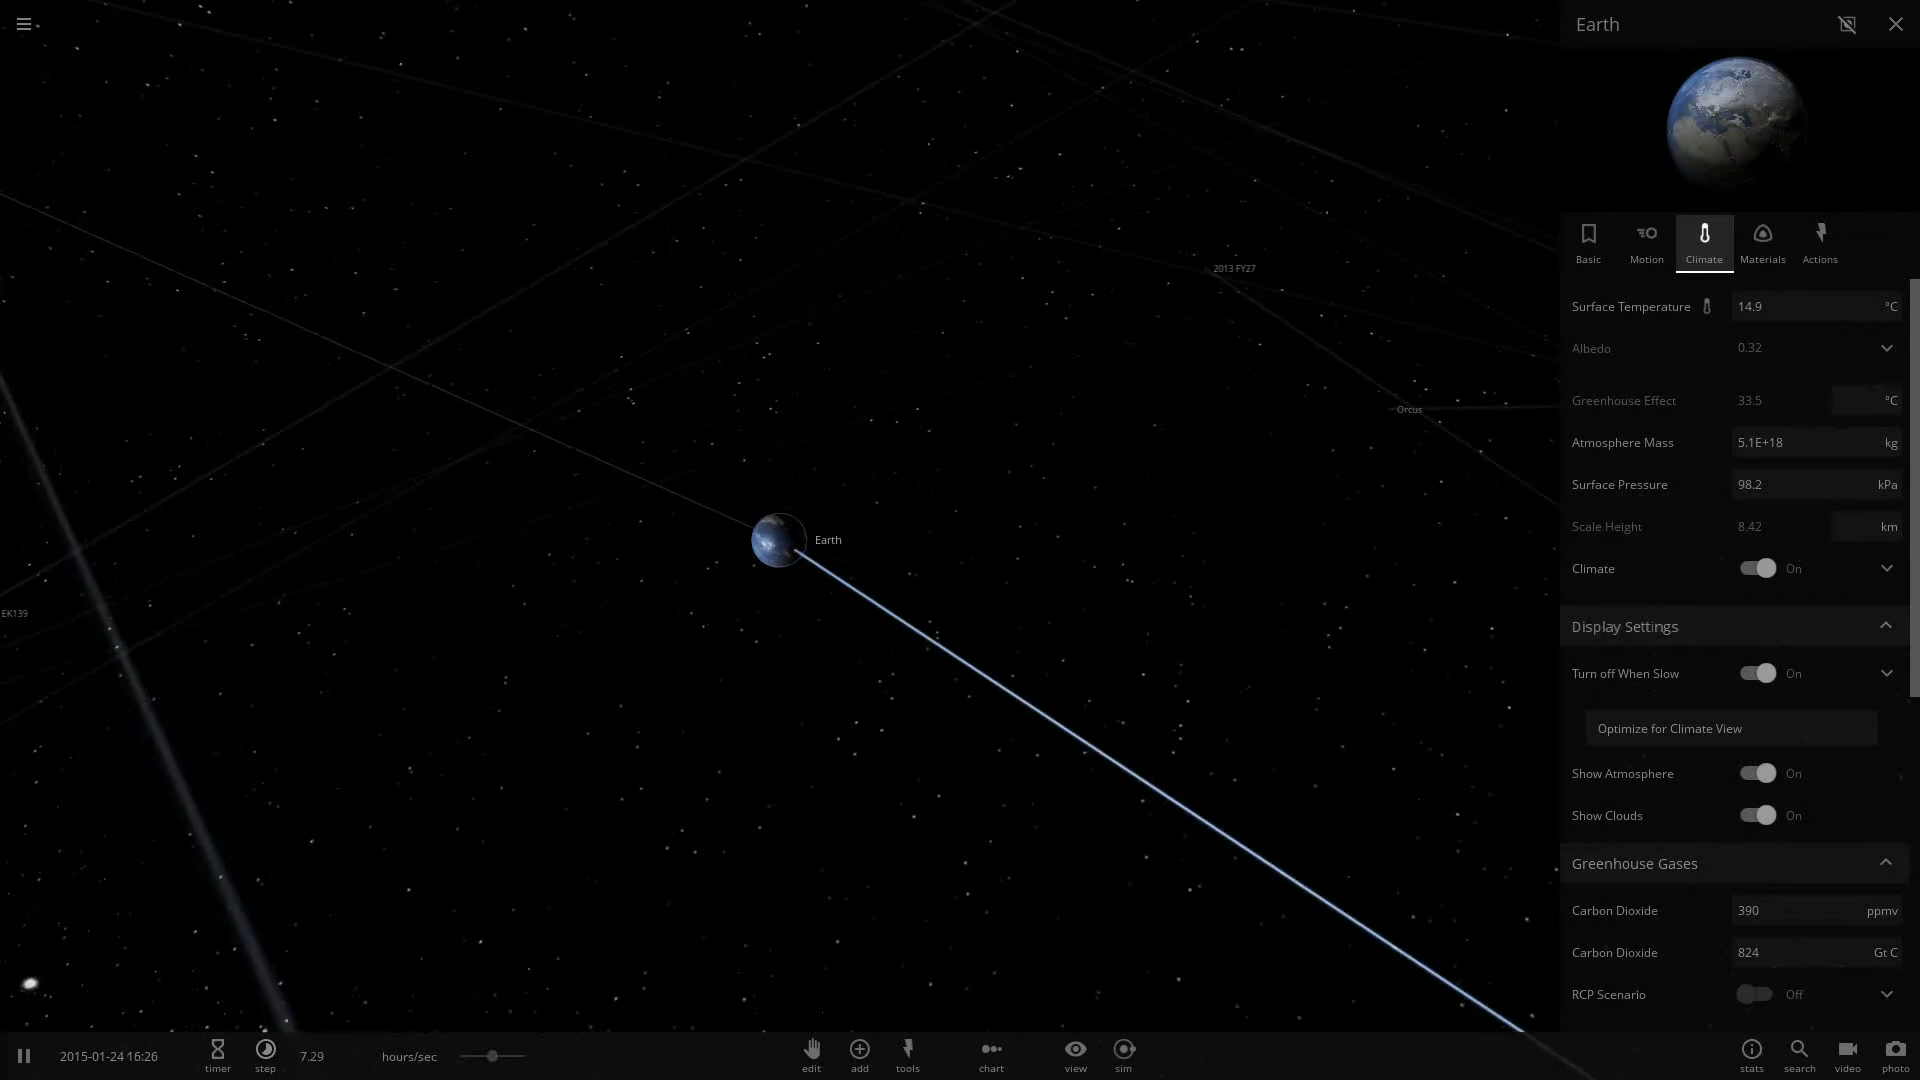 Earth
Basic
Motion
Climate
Materials
Actions
2013 FY27
Surface Temperature 14.9 °C
Albedo 0.32
Greenhouse Effect 33.5 °C
Orcus
Atmosphere Mass 5.1E+18 kg
Surface Pressure 98.2 kPa
Scale Height 8.42 km
Earth
Climate On
EK139
Display Settings
Turn off When Slow On
Optimize for Climate View
Show Atmosphere On
Show Clouds On
Greenhouse Gases
Carbon Dioxide 390 ppmv
Carbon Dioxide 824 Gt C
RCP Scenario Off
2015-01-24 16:26
timer
step
7.29 hours/sec
edit
add
tools
chart
view
sim
stats
search
video
photo